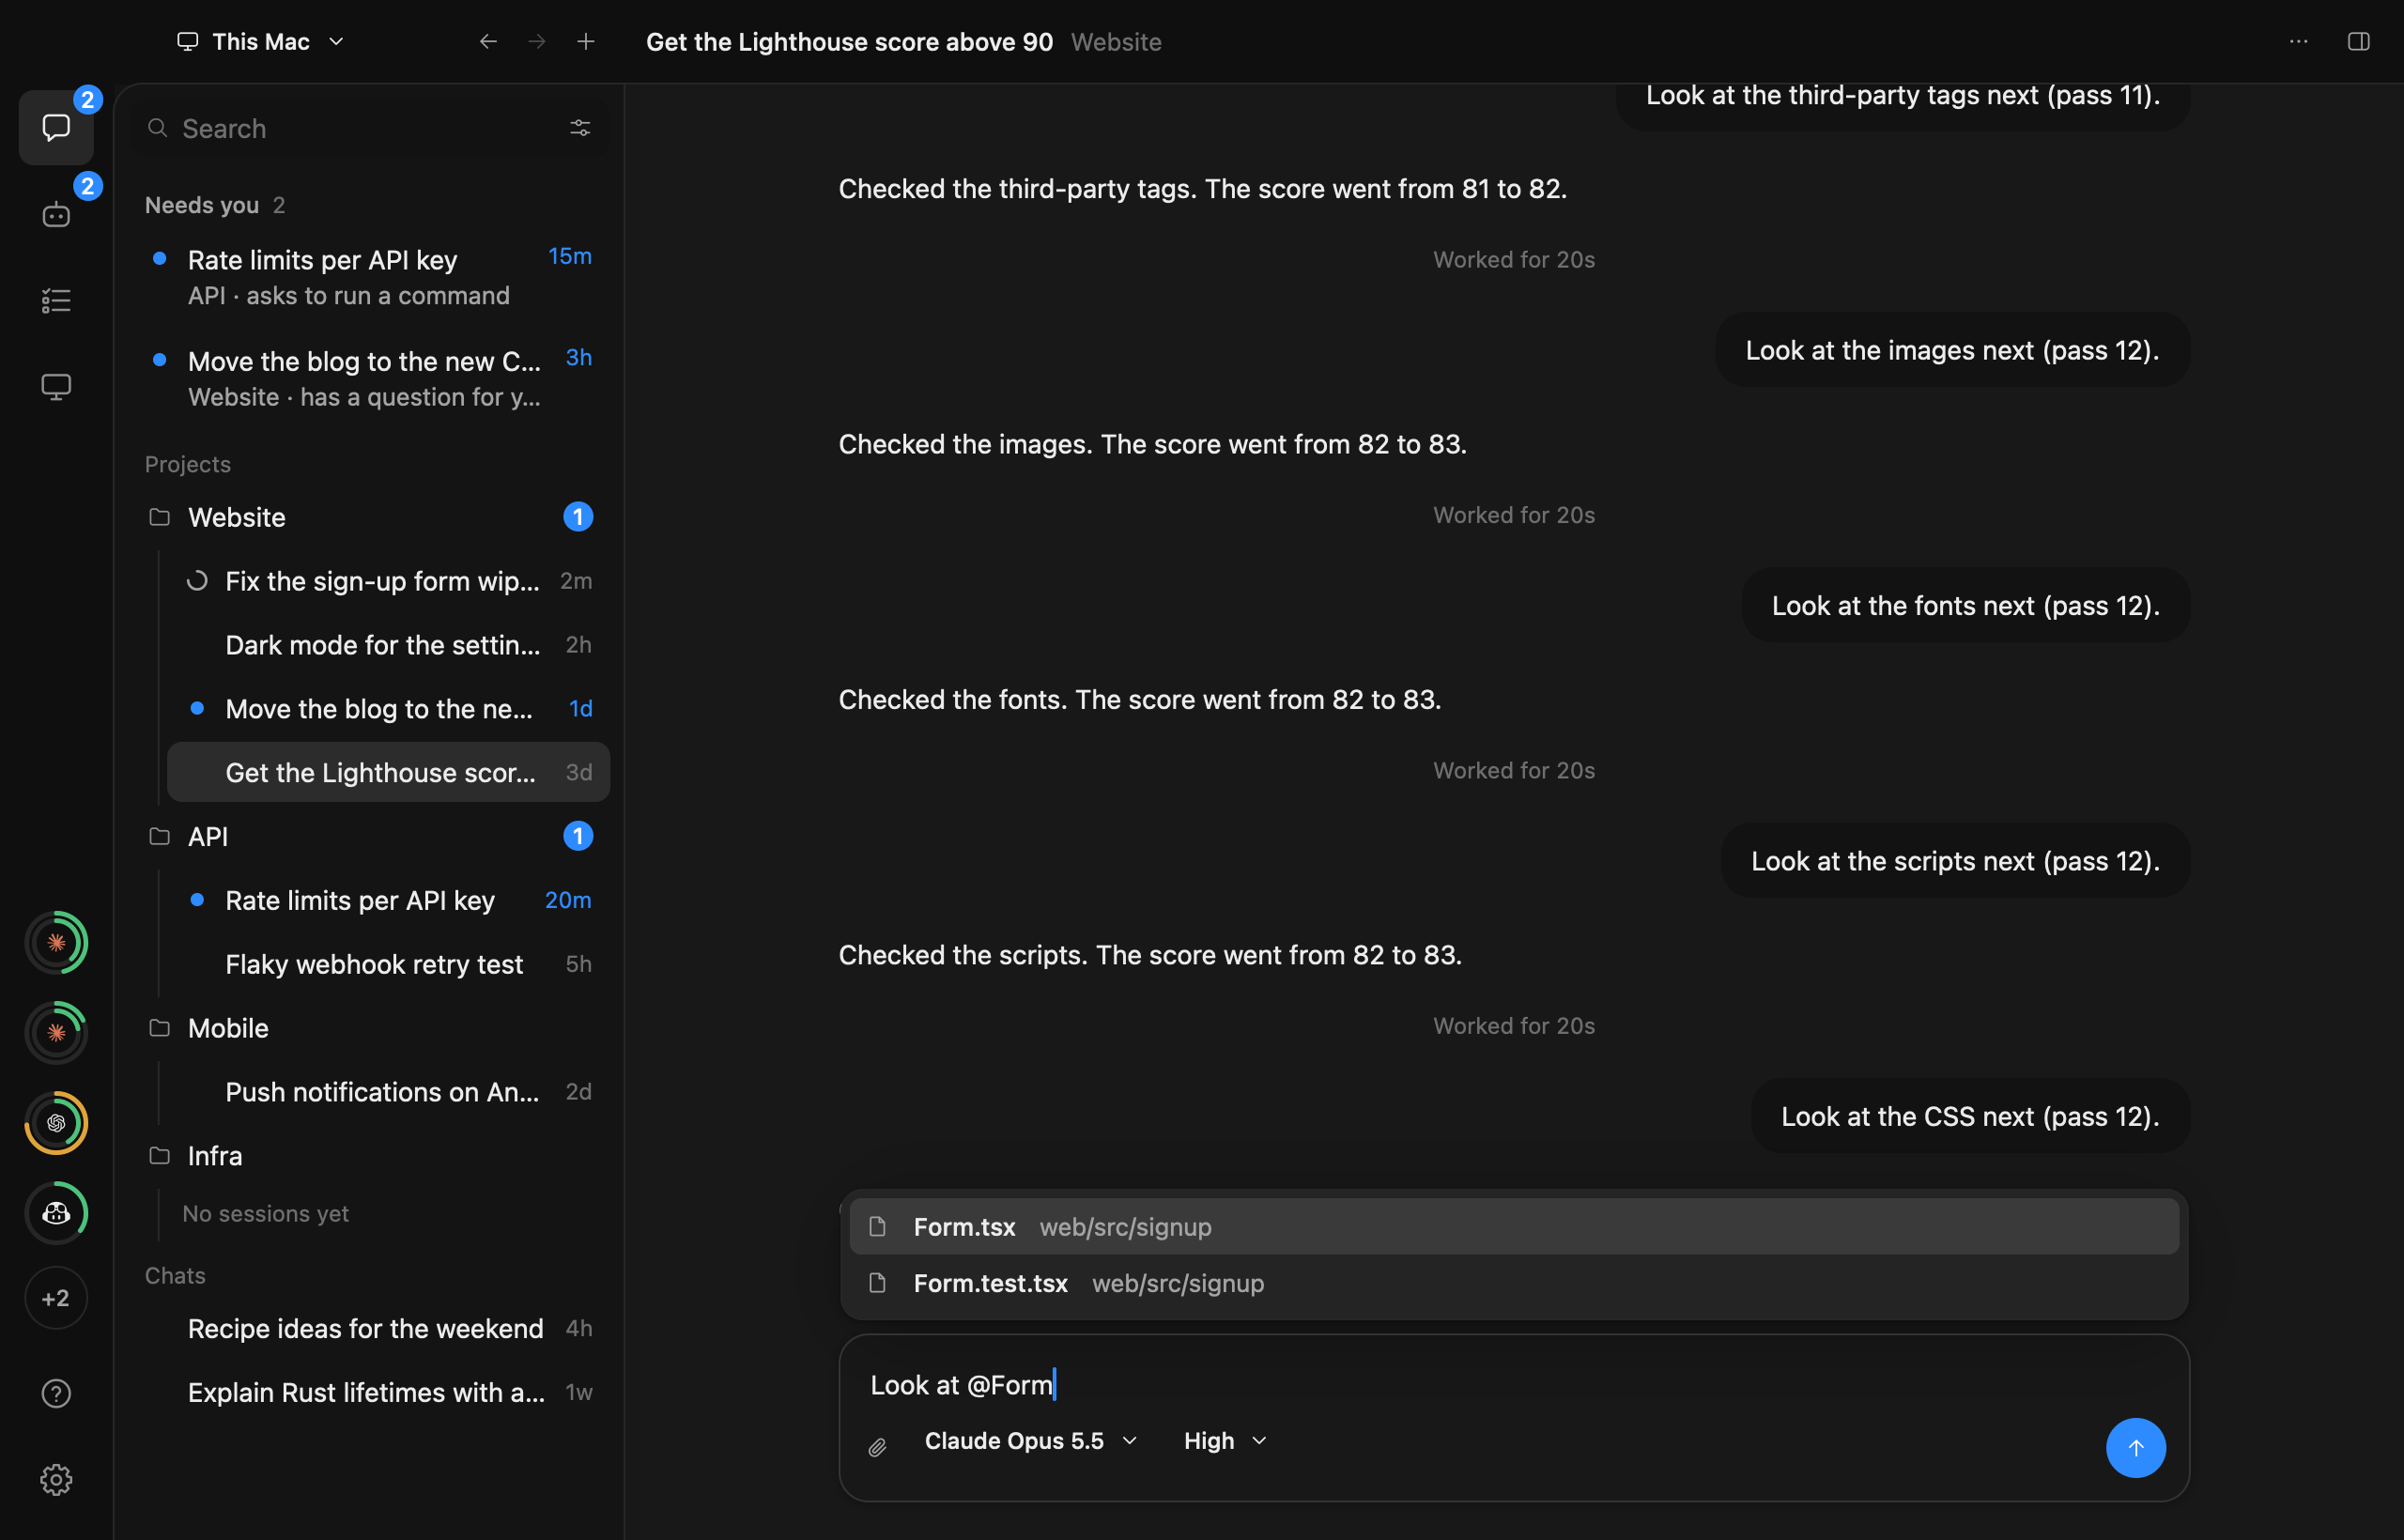 This Mac
Get the Lighthouse score above 90 Website
2
2
+2
Search
Needs you 2
Rate limits per API key 15m
API · asks to run a command
Move the blog to the new C... 3h
Website · has a question for y...
Projects
Website 1
Fix the sign-up form wip... 2m
Dark mode for the settin... 2h
Move the blog to the ne... 1d
Get the Lighthouse scor... 3d
API 1
Rate limits per API key 20m
Flaky webhook retry test 5h
Mobile
Push notifications on An... 2d
Infra
No sessions yet
Chats
Recipe ideas for the weekend 4h
Explain Rust lifetimes with a... 1w
Look at the third-party tags next (pass 11).
Checked the third-party tags. The score went from 81 to 82.
Worked for 20s
Look at the images next (pass 12).
Checked the images. The score went from 82 to 83.
Worked for 20s
Look at the fonts next (pass 12).
Checked the fonts. The score went from 82 to 83.
Worked for 20s
Look at the scripts next (pass 12).
Checked the scripts. The score went from 82 to 83.
Worked for 20s
Look at the CSS next (pass 12).
Form.tsx web/src/signup
Form.test.tsx web/src/signup
Look at @Form
Claude Opus 5.5 High